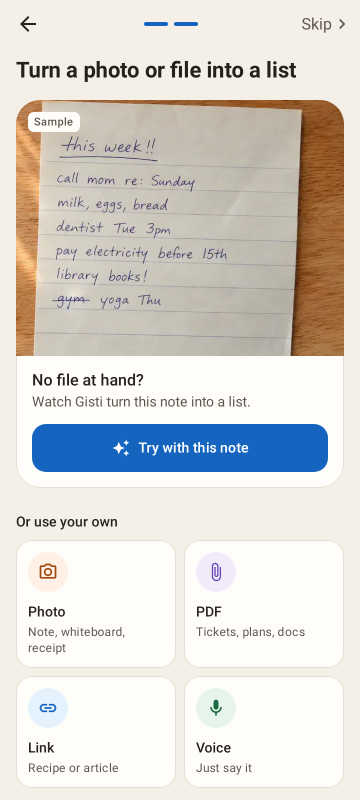 Skip
Turn a photo or file into a list
Sample
this week!!
call mom re: Sunday
milk, eggs, bread
dentist Tue 3pm
pay electricity before 15th
library books!
gym yoga Thu
No file at hand?
Watch Gisti turn this note into a list.
Try with this note
Or use your own
Photo
Note, whiteboard,
receipt
PDF
Tickets, plans, docs
Link
Recipe or article
Voice
Just say it